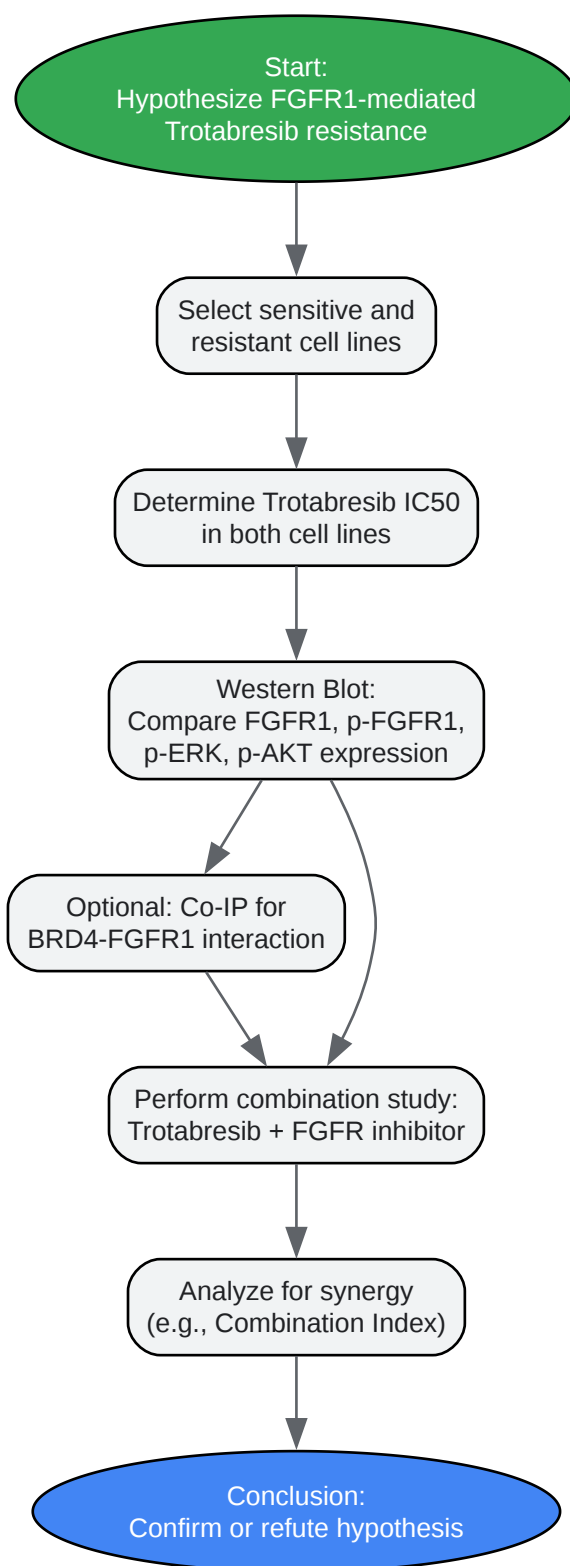 Start:
Hypothesize FGFR1-mediated
Trotabresib resistance
Select sensitive and
resistant cell lines
Determine Trotabresib IC50
in both cell lines
Western Blot:
Compare FGFR1, p-FGFR1,
p-ERK, p-AKT expression
Optional: Co-IP for
BRD4-FGFR1 interaction
Perform combination study:
Trotabresib + FGFR inhibitor
Analyze for synergy
(e.g., Combination Index)
Conclusion:
Confirm or refute hypothesis